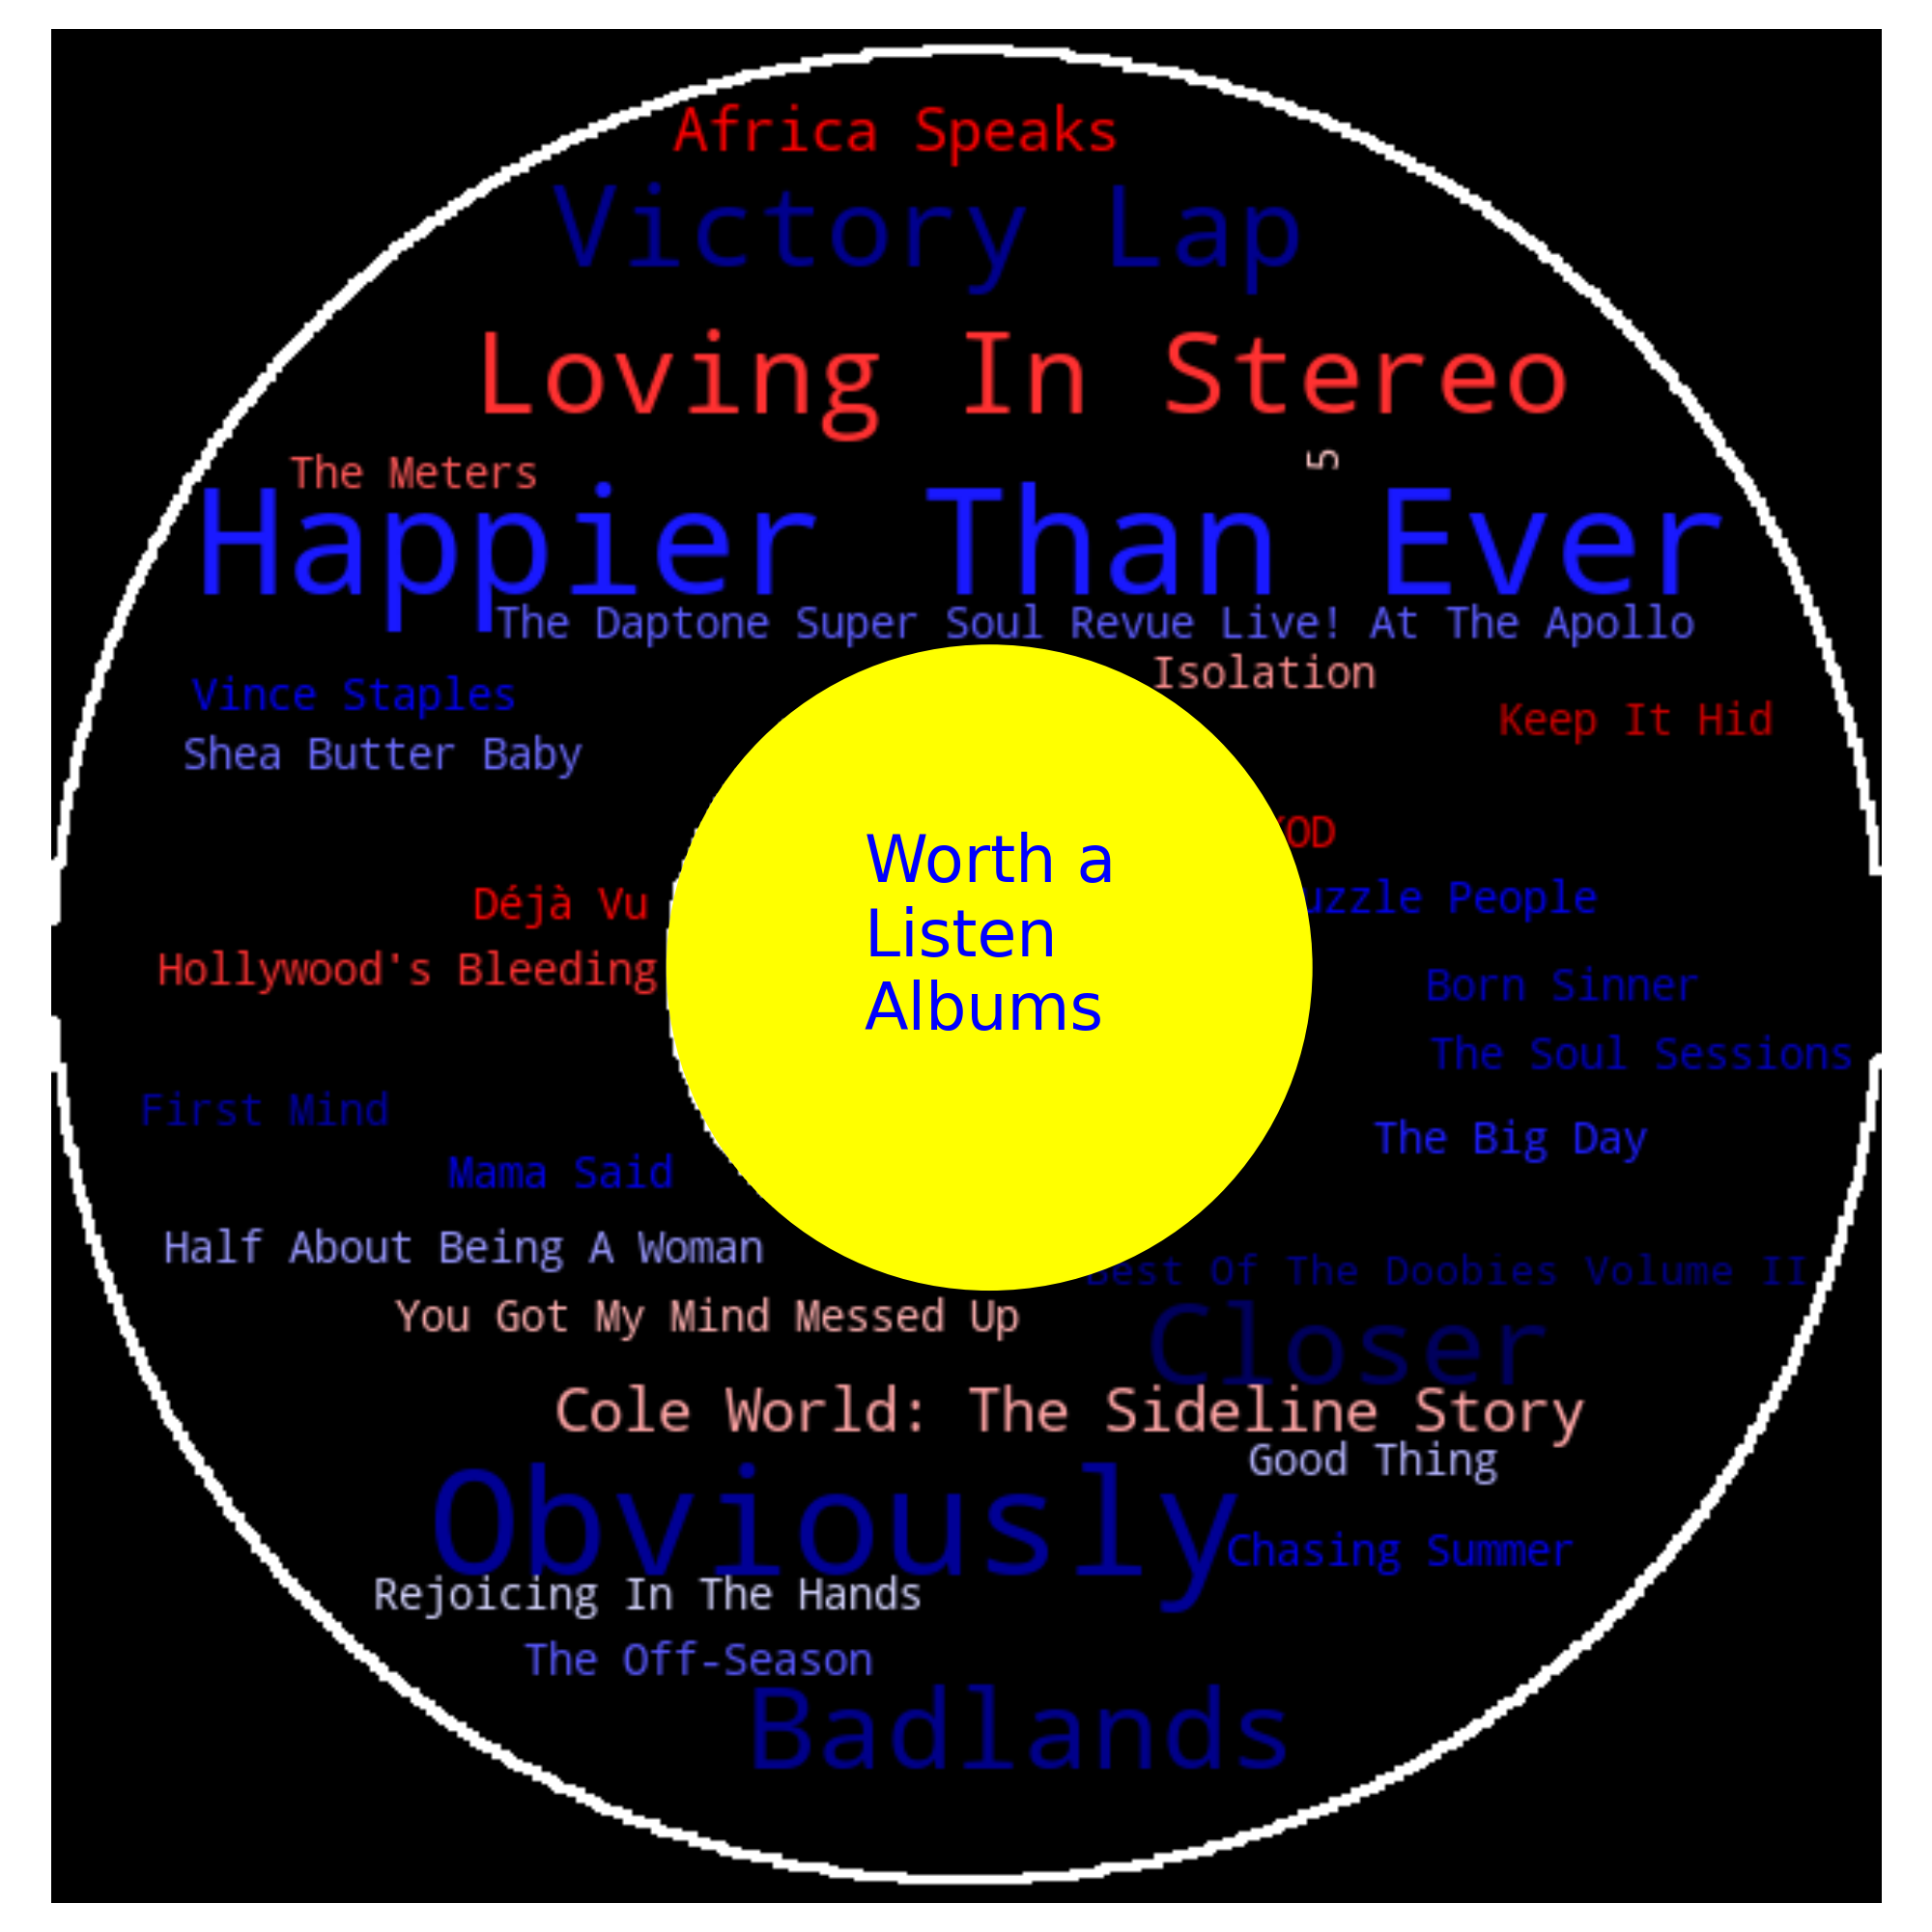 Africa Speaks
Victory Lap
Loving In Stereo
The Meters
5
Happier Than Ever
The Daptone Super Soul Revue Live! At The Apollo
Isolation
Vince Staples
Keep It Hid
Shea Butter Baby
OD
Worth a
Listen
Albums
Déjà Vu
uzzle People
Hollywood's Bleeding
Born Sinner
The Soul Sessions
First Mind
The Big Day
Mama Said
Half About Being A Woman
Best Of The Doobies Volume II
You Got My Mind Messed Up
Closer
Cole World: The Sideline Story
Good Thing
Obviously
Chasing Summer
Rejoicing In The Hands
The Off-Season
Badlands